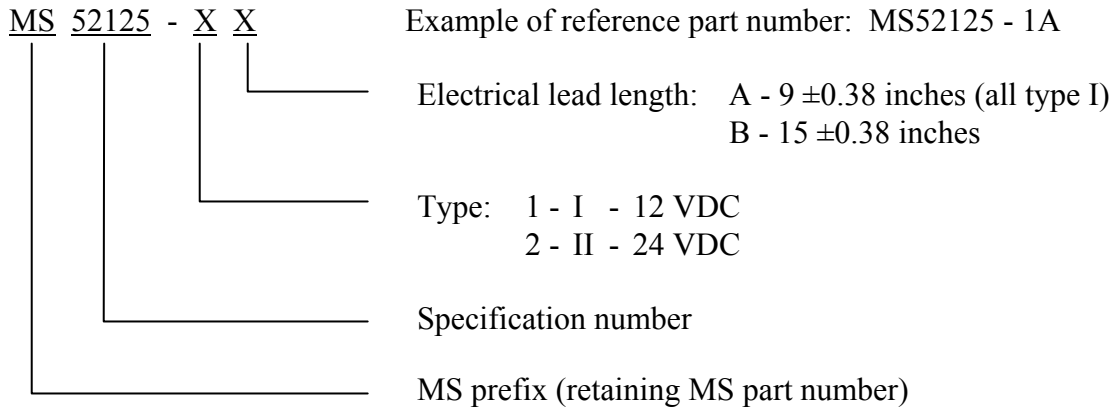 MS 52125 - X X Example of reference part number: MS52125 - 1A
Electrical lead length: A - 9 ±0.38 inches (all type I)
B - 15 ±0.38 inches
Type: 1 - I - 12 VDC
2 - II - 24 VDC
Specification number
MS prefix (retaining MS part number)